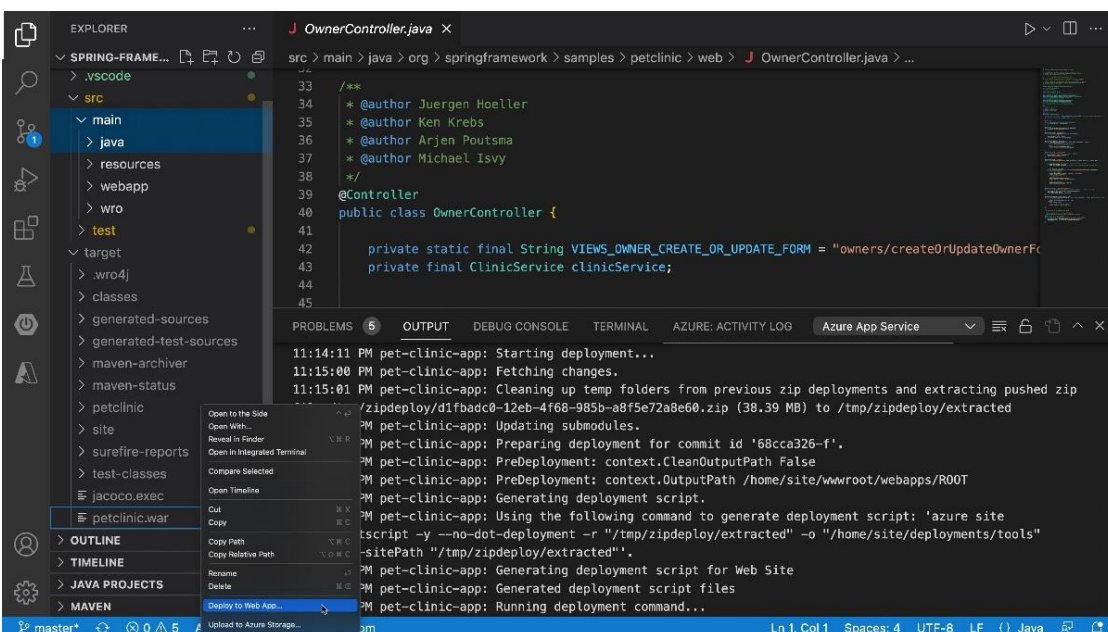 EXPLORER
SPRING-FRAME...
.vscode
src
main
java
resources
webapp
wro
test
target
.wro4j
classes
generated-sources
generated-test-sources
maven-archiver
maven-status
petclinic
site
surefire-reports
test-classes
jacoco.exec
petclinic.war
OUTLINE
TIMELINE
JAVA PROJECTS
MAVEN
Open to the Side
Open With...
Reveal in Finder
Open in Integrated Terminal
Compare Selected
Open Timeline
Cut ⌘ X
Copy ⌘ C
Copy Path ⌥ ⌘ C
Copy Relative Path ⌥ ⇧ ⌘ C
Rename
Delete
Deploy to Web App...
Upload to Azure Storage...
J OwnerController.java ×
src > main > java > org > springframework > samples > petclinic > web > J OwnerController.java > ...
33 /**
34 * @author Juergen Hoeller
35 * @author Ken Krebs
36 * @author Arjen Poutsma
37 * @author Michael Isvy
38 */
39 @Controller
40 public class OwnerController {
41
42 private static final String VIEWS_OWNER_CREATE_OR_UPDATE_FORM = "owners/createOrUpdateOwnerFo
43 private final ClinicService clinicService;
44
45
PROBLEMS 5 OUTPUT DEBUG CONSOLE TERMINAL AZURE: ACTIVITY LOG Azure App Service
11:14:11 PM pet-clinic-app: Starting deployment...
11:15:00 PM pet-clinic-app: Fetching changes.
11:15:01 PM pet-clinic-app: Cleaning up temp folders from previous zip deployments and extracting pushed zip
/zipdeploy/d1fbadc0-12eb-4f68-985b-a8f5e72a8e60.zip (38.39 MB) to /tmp/zipdeploy/extracted
PM pet-clinic-app: Updating submodules.
PM pet-clinic-app: Preparing deployment for commit id '68cca326-f'.
PM pet-clinic-app: PreDeployment: context.CleanOutputPath False
PM pet-clinic-app: PreDeployment: context.OutputPath /home/site/wwwroot/webapps/ROOT
PM pet-clinic-app: Generating deployment script.
PM pet-clinic-app: Using the following command to generate deployment script: 'azure site
tscript -y --no-dot-deployment -r "/tmp/zipdeploy/extracted" -o "/home/site/deployments/tools"
-sitePath "/tmp/zipdeploy/extracted"'.
PM pet-clinic-app: Generating deployment script for Web Site
PM pet-clinic-app: Generated deployment script files
PM pet-clinic-app: Running deployment command...
master* 0 5
Ln 1, Col 1 Spaces: 4 UTF-8 LF {} Java